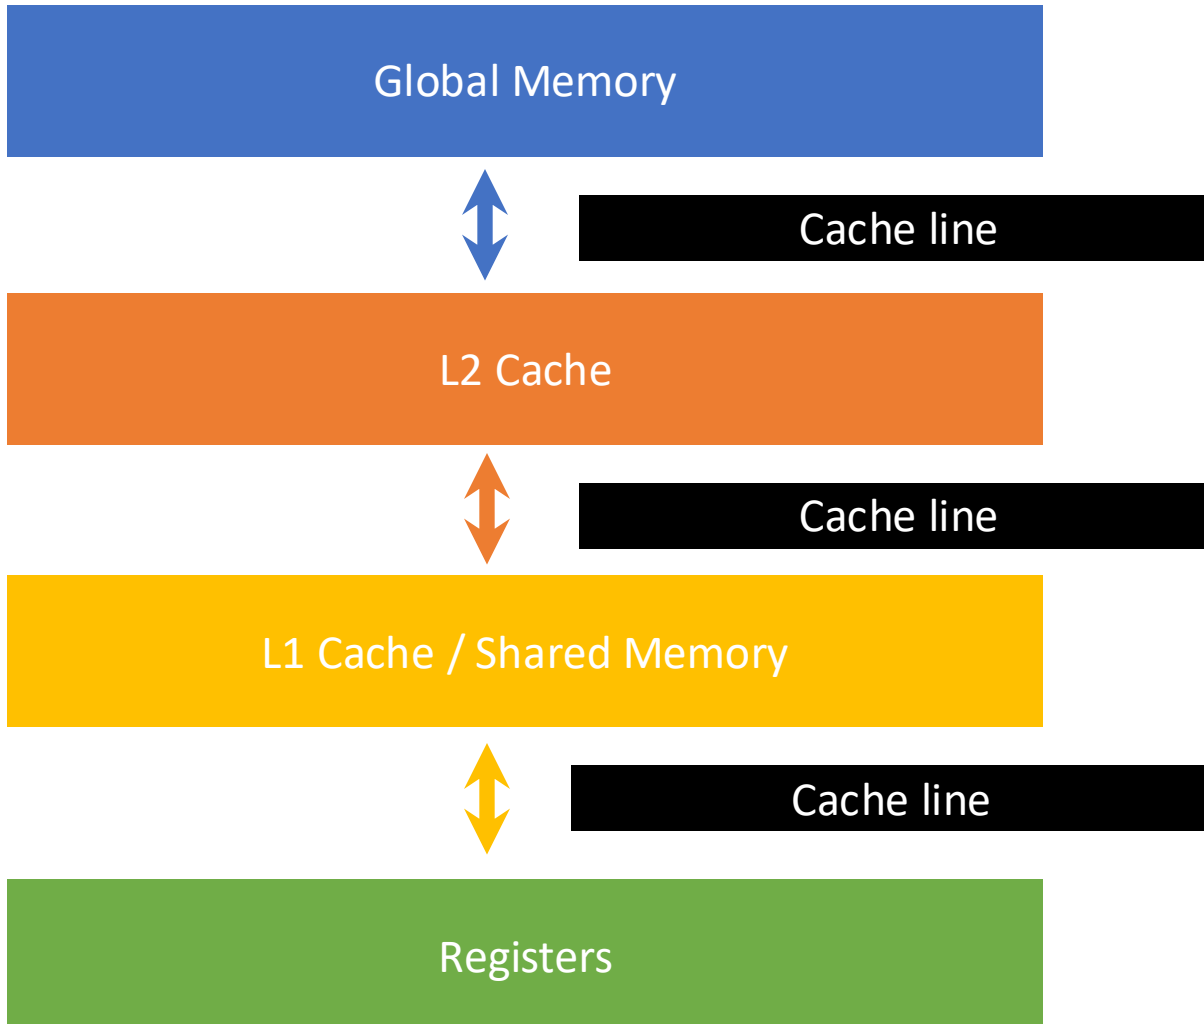 Global Memory
Cache line
L2 Cache
Cache line
L1 Cache / Shared Memory
Cache line
Registers